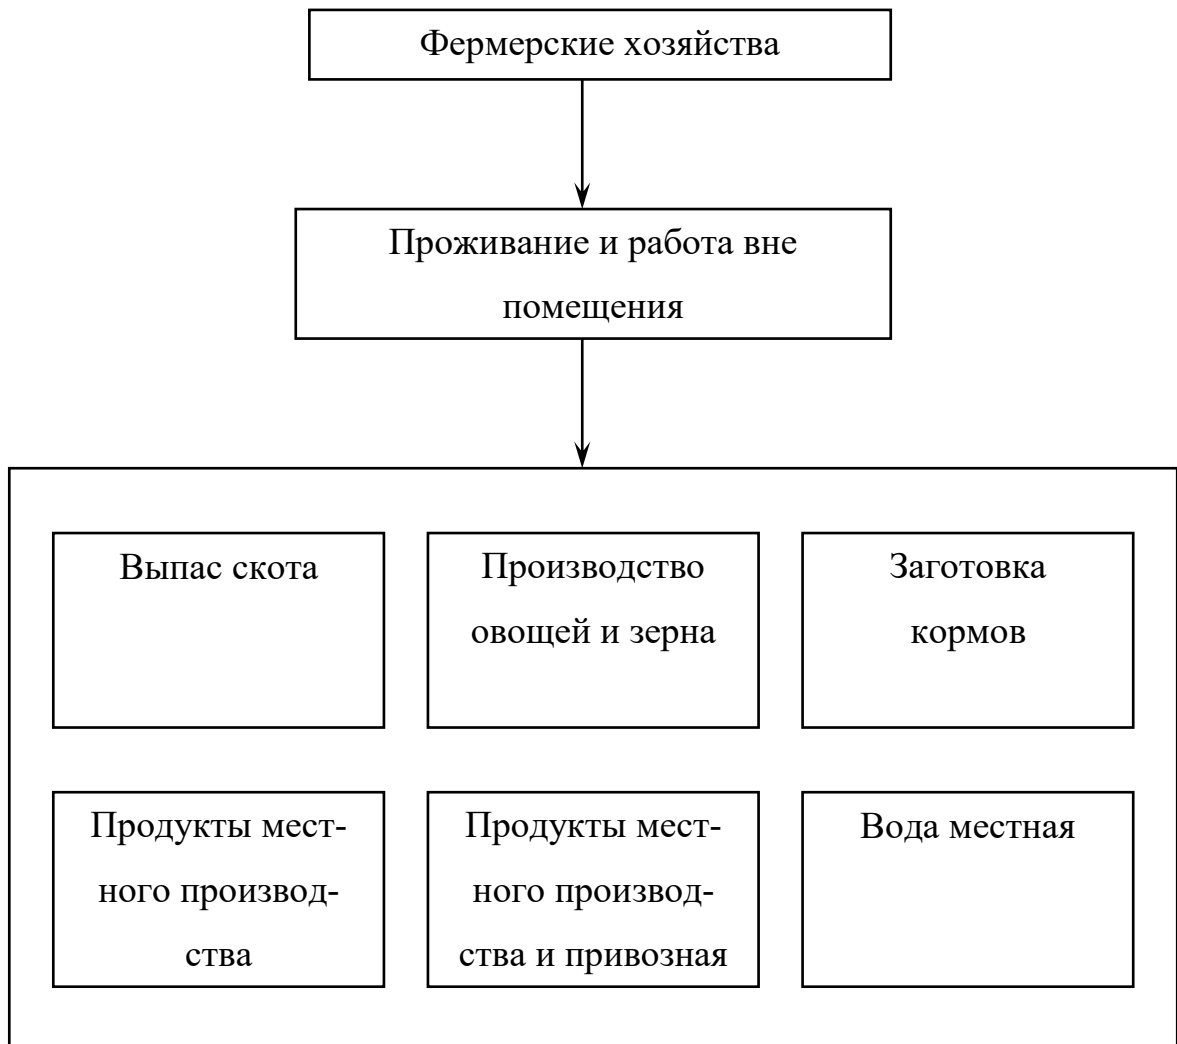 Фермерские хозяйства
Проживание и работа вне
помещения
Выпас скота
Производство
овощей и зерна
Заготовка
кормов
Продукты мест-
ного производ-
ства
Продукты мест-
ного производ-
ства и привозная
Вода местная